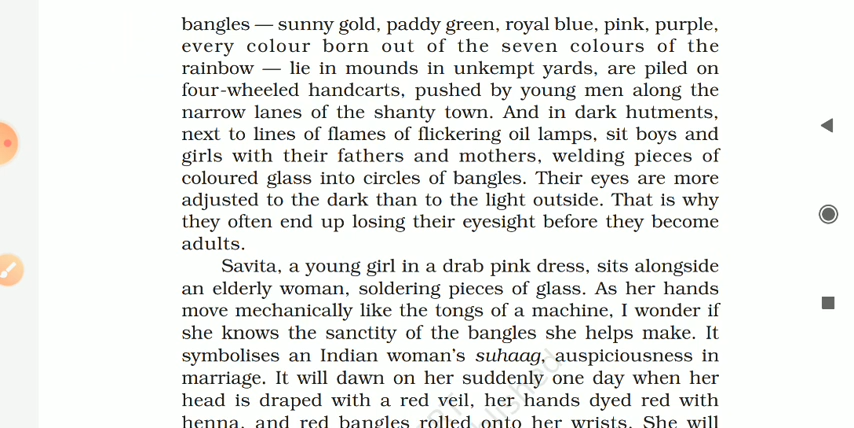 bangles — sunny gold, paddy green, royal blue, pink, purple,
every colour born out of the seven colours of the
rainbow — lie in mounds in unkempt yards, are piled on
four-wheeled handcarts, pushed by young men along the
narrow lanes of the shanty town. And in dark hutments,
next to lines of flames of flickering oil lamps, sit boys and
girls with their fathers and mothers, welding pieces of
coloured glass into circles of bangles. Their eyes are more
adjusted to the dark than to the light outside. That is why
they often end up losing their eyesight before they become
adults.
Savita, a young girl in a drab pink dress, sits alongside
an elderly woman, soldering pieces of glass. As her hands
move mechanically like the tongs of a machine, I wonder if
she knows the sanctity of the bangles she helps make. It
symbolises an Indian woman's suhaag, auspiciousness in
marriage. It will dawn on her suddenly one day when her
head is draped with a red veil, her hands dyed red with
henna, and red bangles rolled onto her wrists. She will